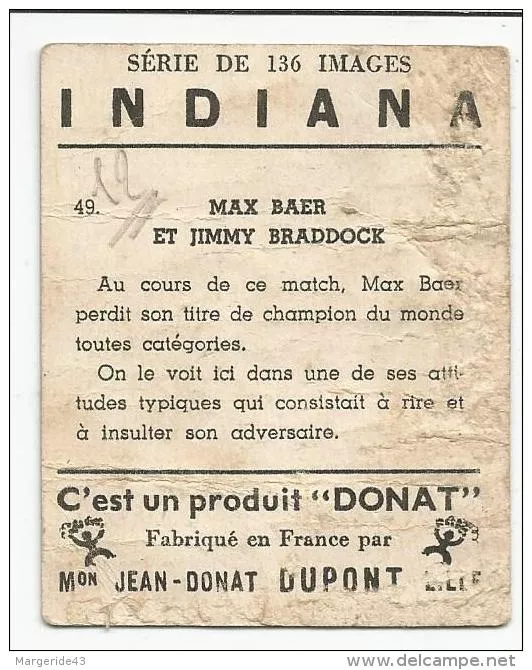 SÉRIE DE 136 IMAGES
INDIANA
49.
12
MAX BAER
ET JIMMY BRADDOCK
Au cours de ce match, Max Baer
perdit son titre de champion du monde
toutes catégories.
On le voit ici dans une de ses atti-
tudes typiques qui consistait à rire et
à insulter son adversaire.
C'est un produit "DONAT"
Fabriqué en France par
Mon JEAN-DONAT DUPONT LILLE
Margeride43
www.delcampe.net